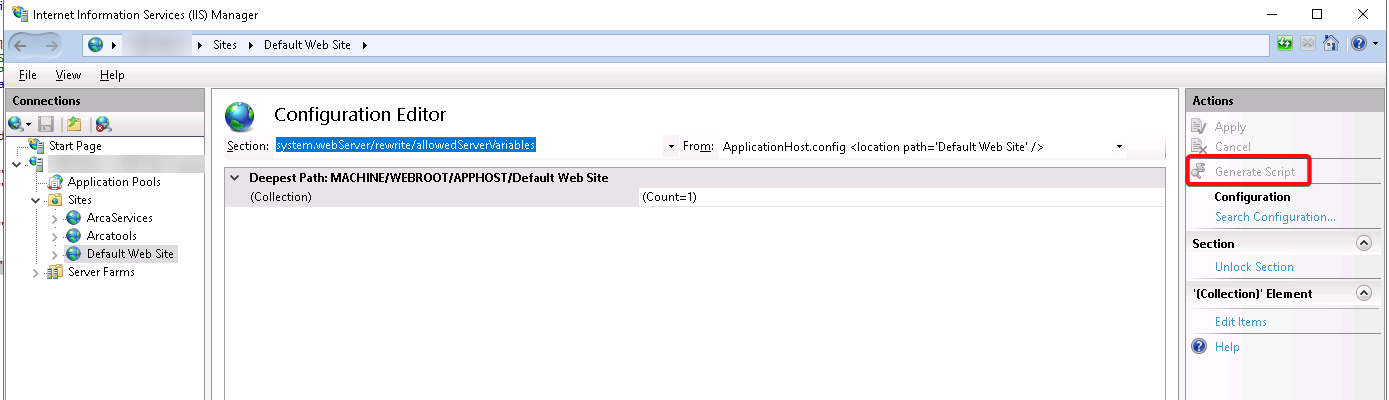 Internet Information Services (IIS) Manager
Sites
Default Web Site
File View Help
Connections
Start Page
Application Pools
Sites
ArcaServices
Arcatools
Default Web Site
Server Farms
Configuration Editor
Section: system.webServer/rewrite/allowedServerVariables From: ApplicationHost.config <location path='Default Web Site' />
Deepest Path: MACHINE/WEBROOT/APPHOST/Default Web Site
(Collection) (Count=1)
Actions
Apply
Cancel
Generate Script
Configuration
Search Configuration...
Section
Unlock Section
'(Collection)' Element
Edit Items
Help